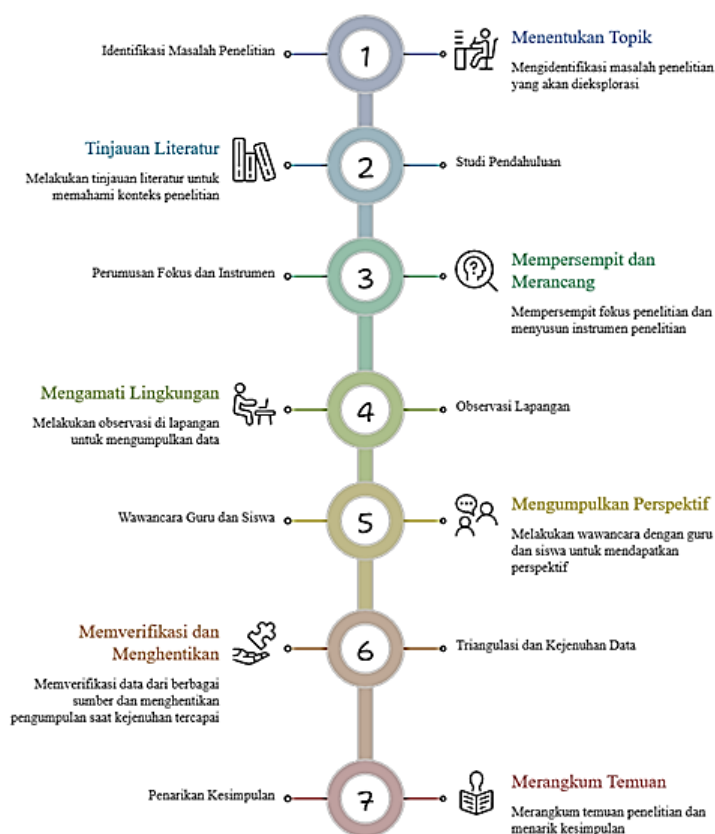 Identifikasi Masalah Penelitian
1
Menentukan Topik
Mengidentifikasi masalah penelitian
yang akan dieksplorasi
Tinjauan Literatur
Melakukan tinjauan literatur untuk
memahami konteks penelitian
2
Studi Pendahuluan
Perumusan Fokus dan Instrumen
3
Mempersempit dan
Merancang
Mempersempit fokus penelitian dan
menyusun instrumen penelitian
Mengamati Lingkungan
Melakukan observasi di lapangan
untuk mengumpulkan data
4
Observasi Lapangan
Wawancara Guru dan Siswa
5
Mengumpulkan Perspektif
Melakukan wawancara dengan guru
dan siswa untuk mendapatkan
perspektif
Memverifikasi dan
Menghentikan
Memverifikasi data dari berbagai
sumber dan menghentikan
pengumpulan saat kejenuhan tercapai
6
Triangulasi dan Kejenuhan Data
Penarikan Kesimpulan
7
Merangkum Temuan
Merangkum temuan penelitian dan
menarik kesimpulan